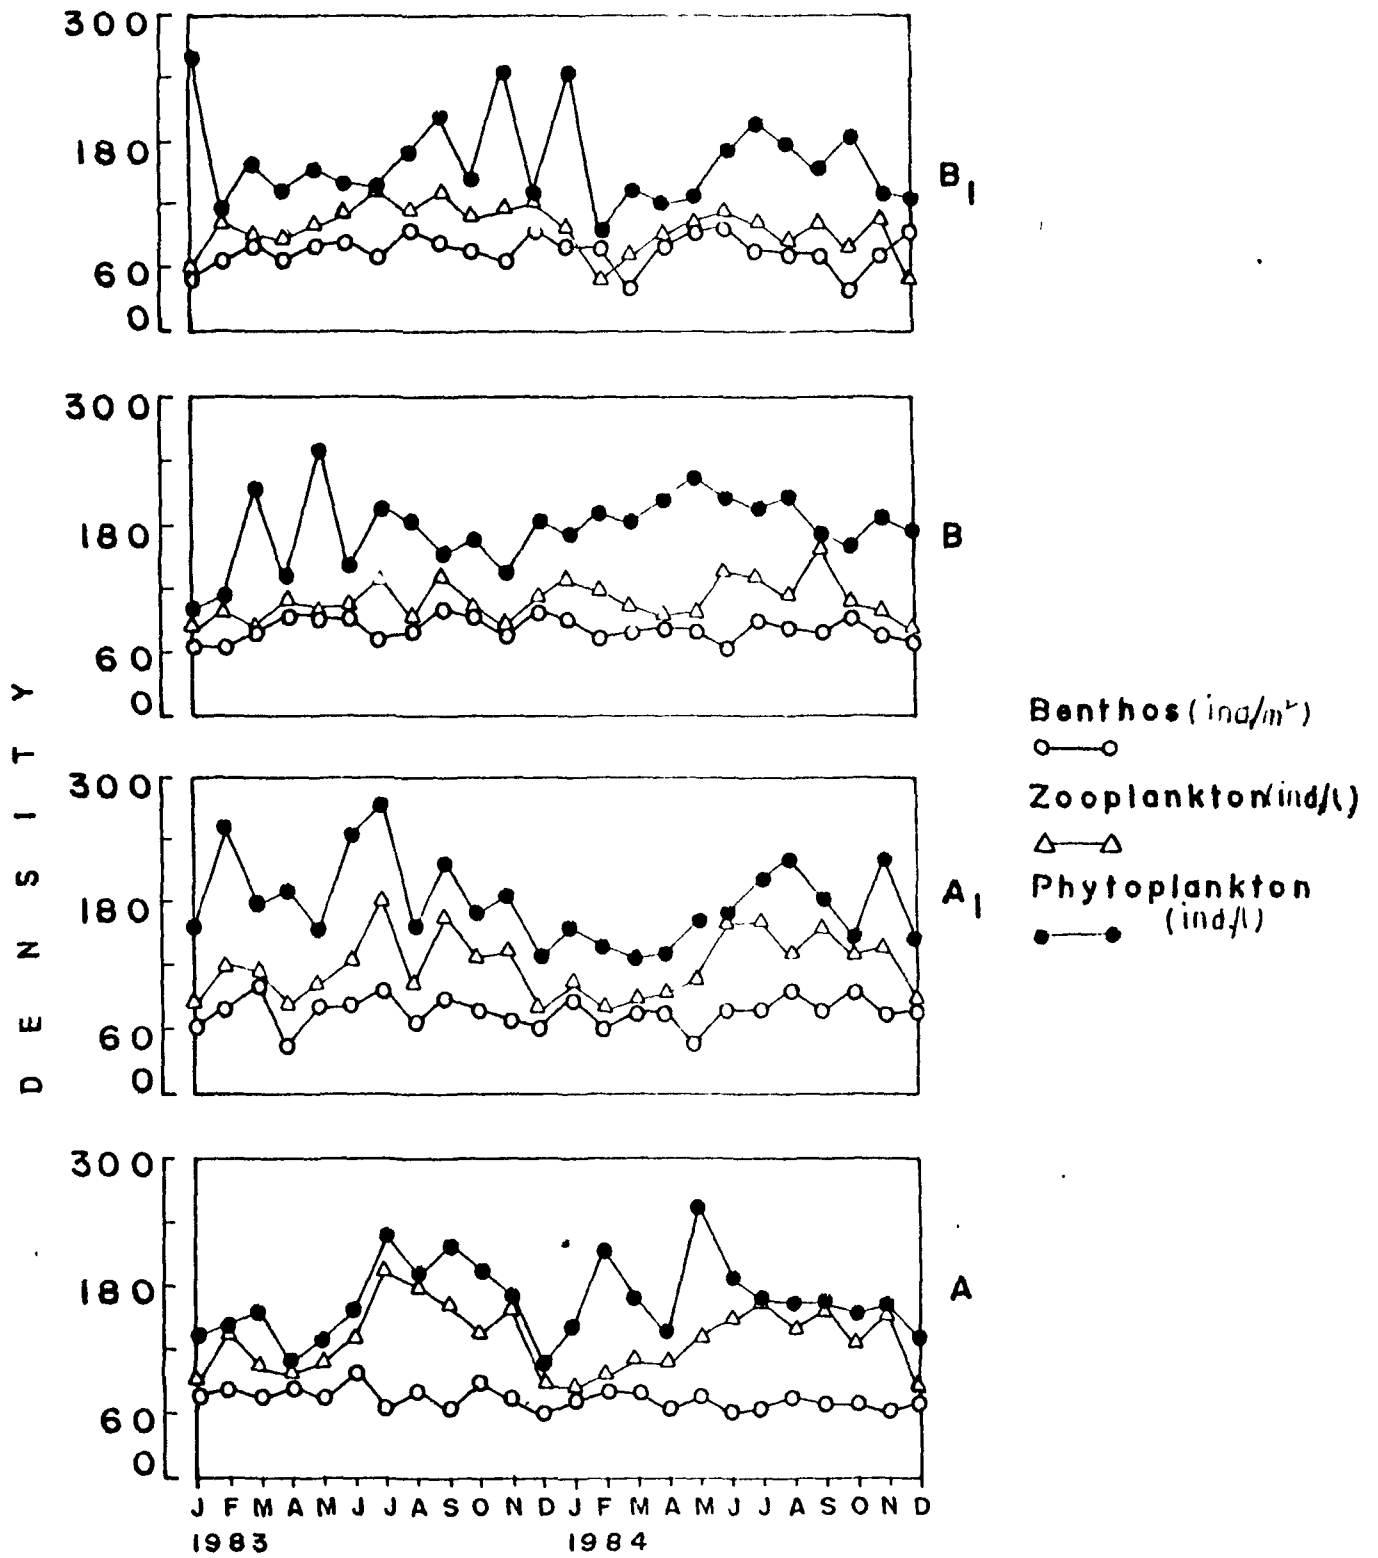 300
180
60
0
B1
300
180
60
0
B
300
180
60
0
A1
300
180
60
0
A
DENSITY
Benthos (ind/m²)
Zooplankton (ind/l)
Phytoplankton
(ind/l)
J F M A M J J A S O N D J F M A M J J A S O N D
1983 1984